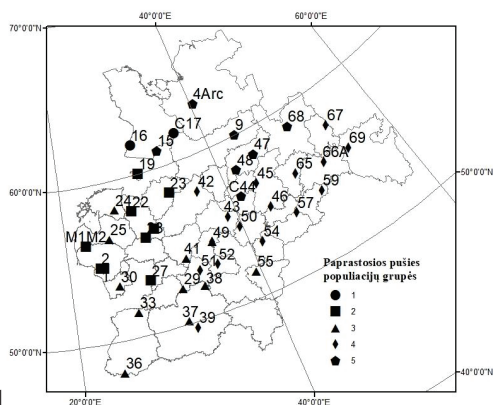 40°0'0"E 60°0'0"E
70°0'0"N
4Arc
C17 9 68 67
16 15 47 69
19 48 66A
65
60°0'0"N 23 42 C44 45 59
50°0'0"N
24 22 46 57
43
25 50
M1M2 49 54
41
2 52
51 55
30 27 29 38
33
37 39
36
50°0'0"N
40°0'0"N
Paprastosios pušies
populiacijų grupės
1
2
3
4
5
20°0'0"E 40°0'0"E